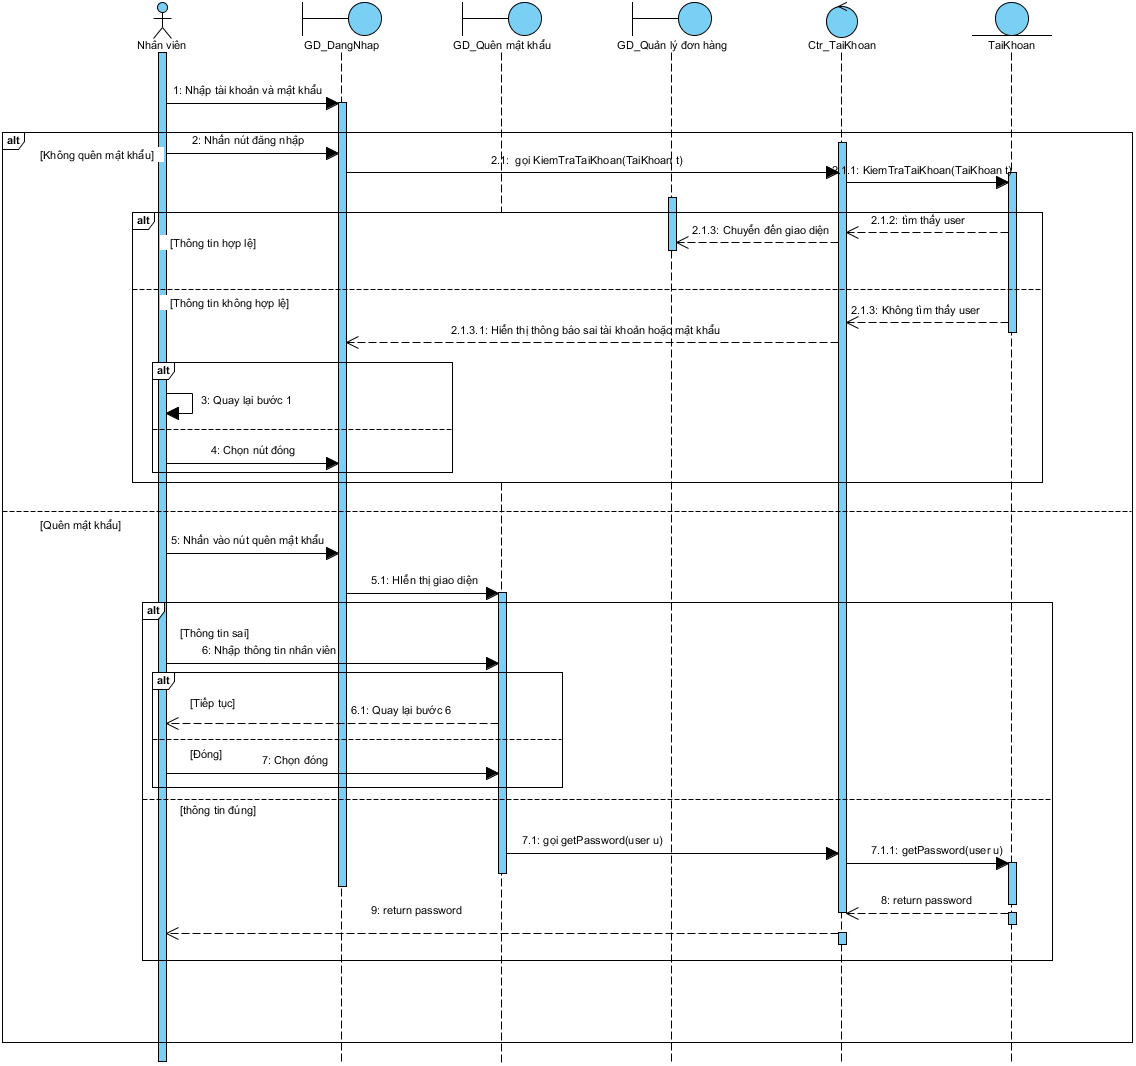 Nhân viên
GD_DangNhap
GD_Quên mật khẩu
GD_Quản lý đơn hàng
Ctr_TaiKhoan
TaiKhoan
1: Nhập tài khoản và mật khẩu
alt
[Không quên mật khẩu]
2: Nhấn nút đăng nhập
2.1: gọi KiemTraTaiKhoan(TaiKhoan t)
2.1.1: KiemTraTaiKhoan(TaiKhoan t)
alt
[Thông tin hợp lệ]
2.1.2: tìm thấy user
2.1.3: Chuyển đến giao diện
[Thông tin không hợp lệ]
2.1.3: Không tìm thấy user
2.1.3.1: Hiển thị thông báo sai tài khoản hoặc mật khẩu
alt
3: Quay lại bước 1
4: Chọn nút đóng
[Quên mật khẩu]
5: Nhấn vào nút quên mật khẩu
5.1: HIển thị giao diện
alt
[Thông tin sai]
6: Nhập thông tin nhân viên
alt
[Tiếp tục]
6.1: Quay lại bước 6
[Đóng]
7: Chọn đóng
[thông tin đúng]
7.1: gọi getPassword(user u)
7.1.1: getPassword(user u)
8: return password
9: return password